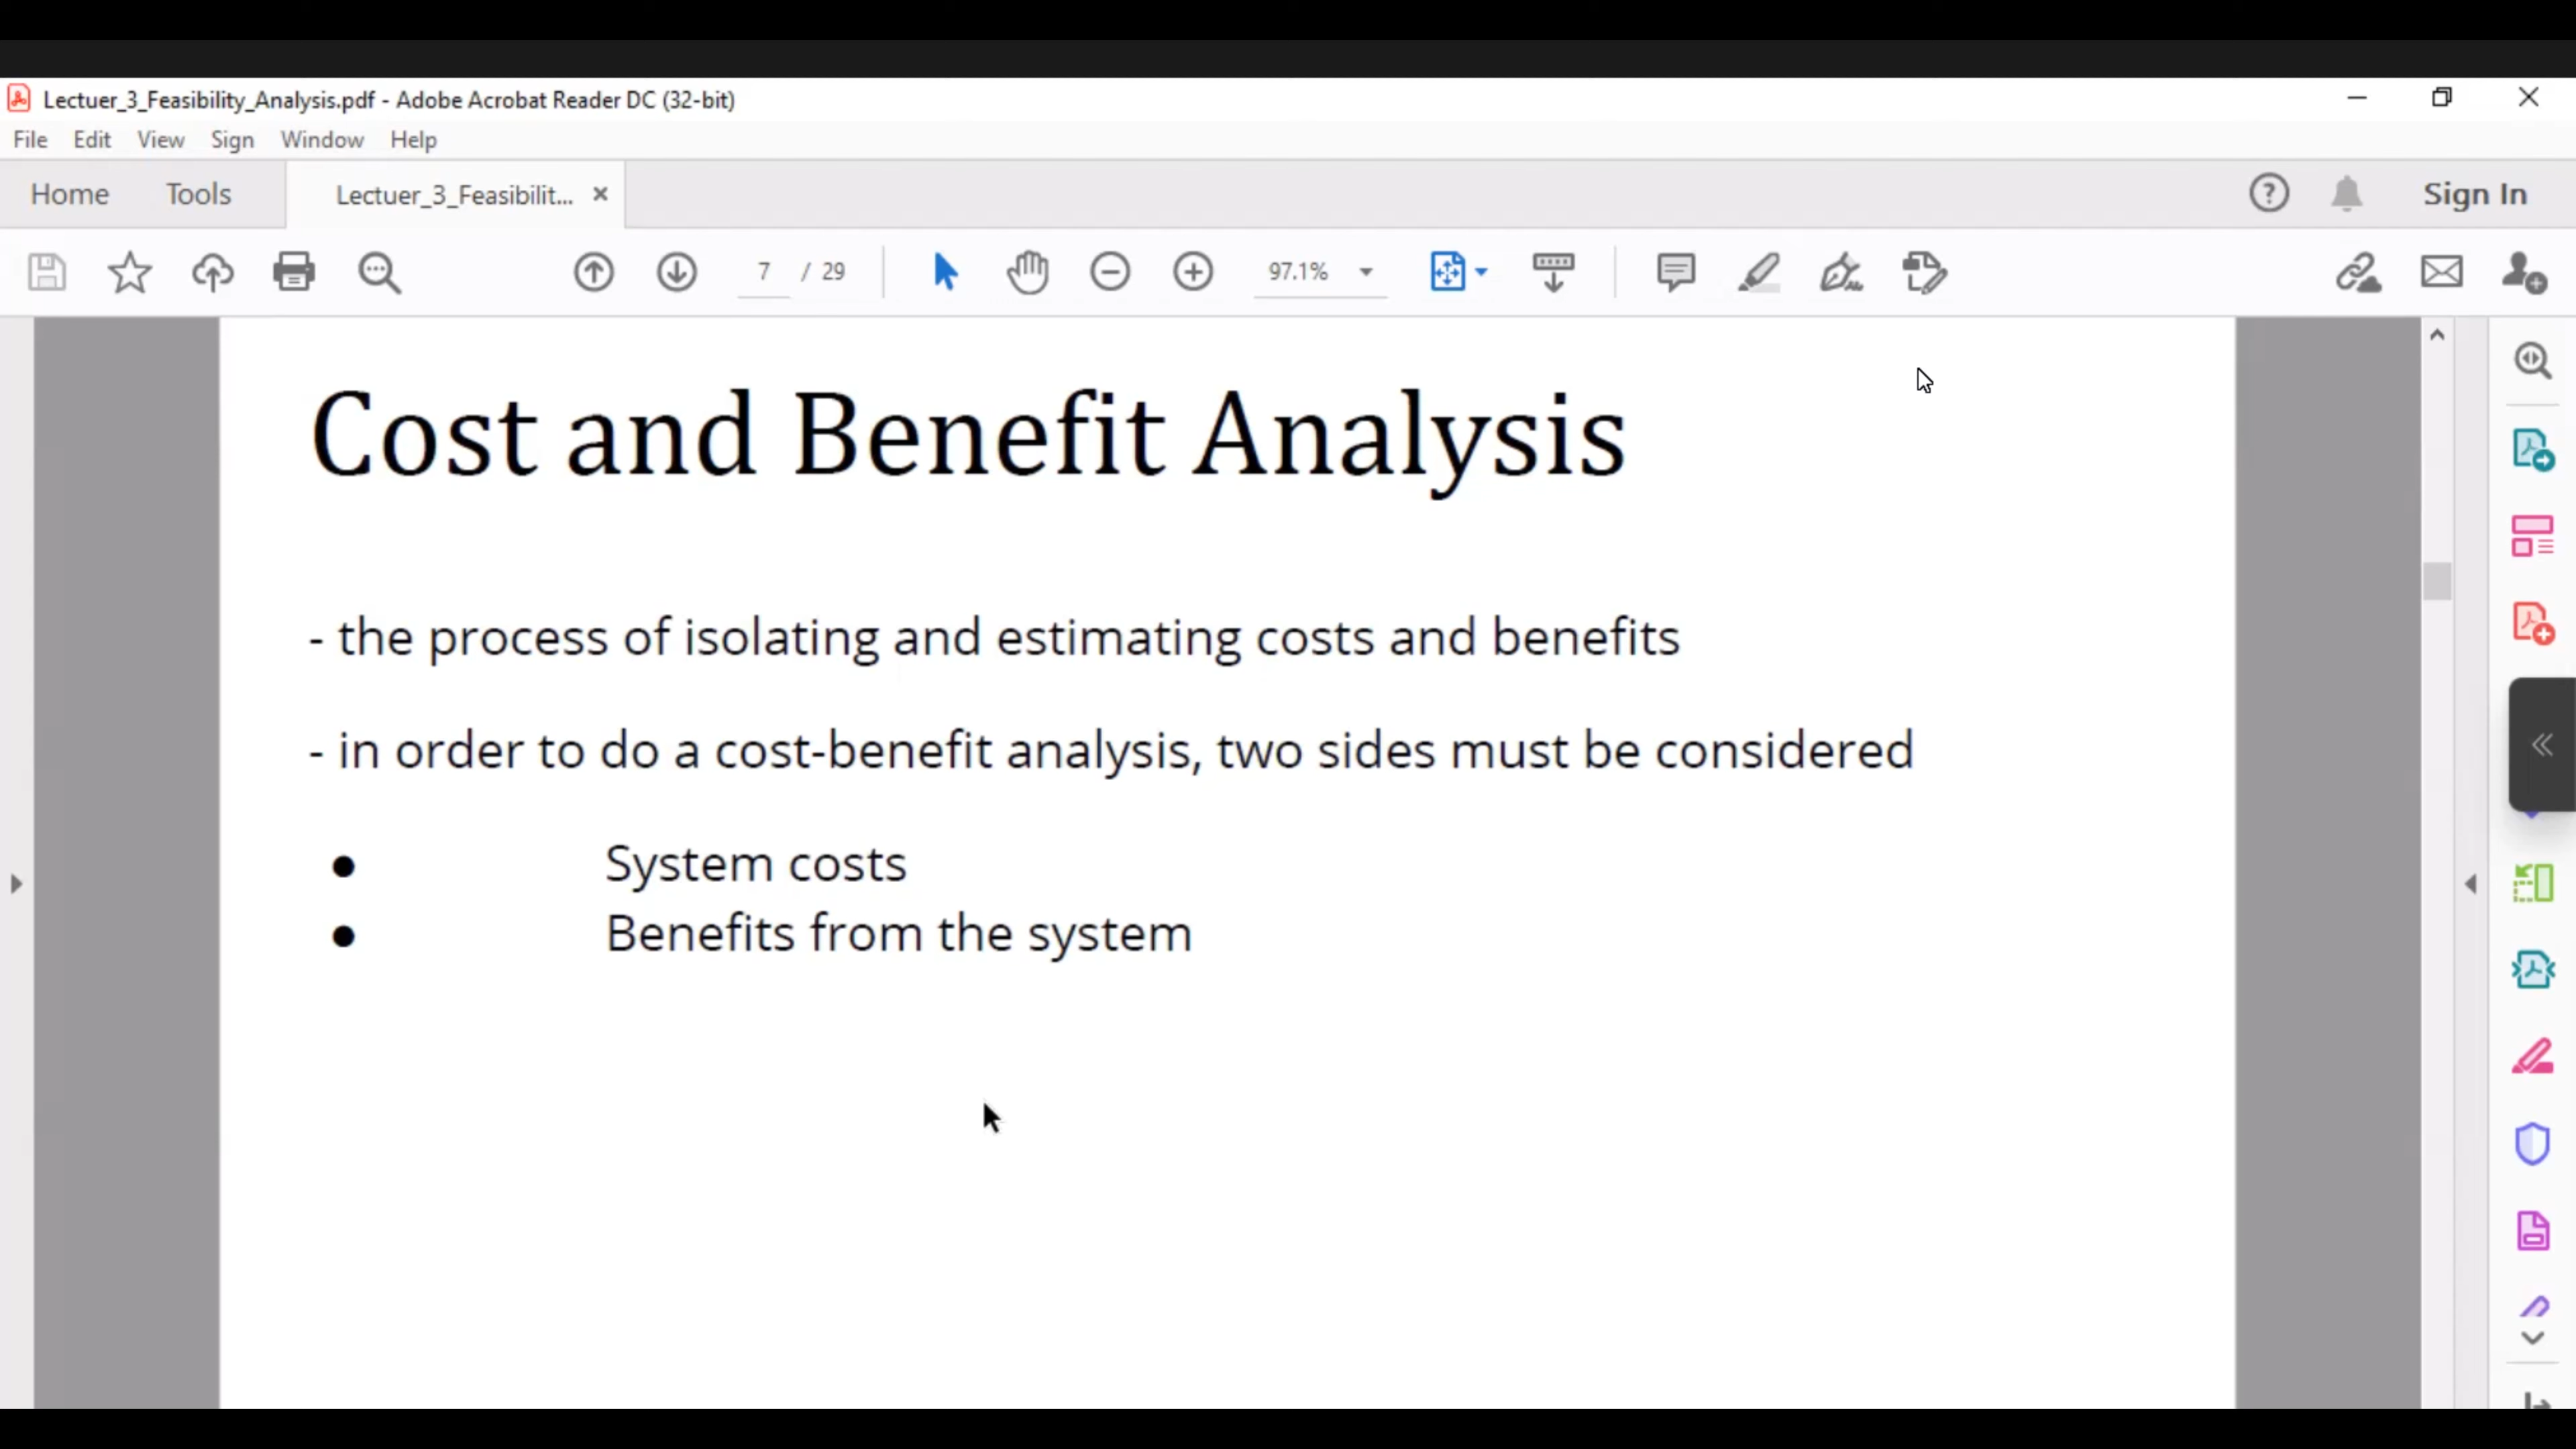 Lectuer_3_Feasibility_Analysis.pdf - Adobe Acrobat Reader DC (32-bit)
File Edit View Sign Window Help
Home Tools Lectuer_3_Feasibilit... Sign In
7 / 29 97.1%
Cost and Benefit Analysis
- the process of isolating and estimating costs and benefits
- in order to do a cost-benefit analysis, two sides must be considered
● System costs
● Benefits from the system